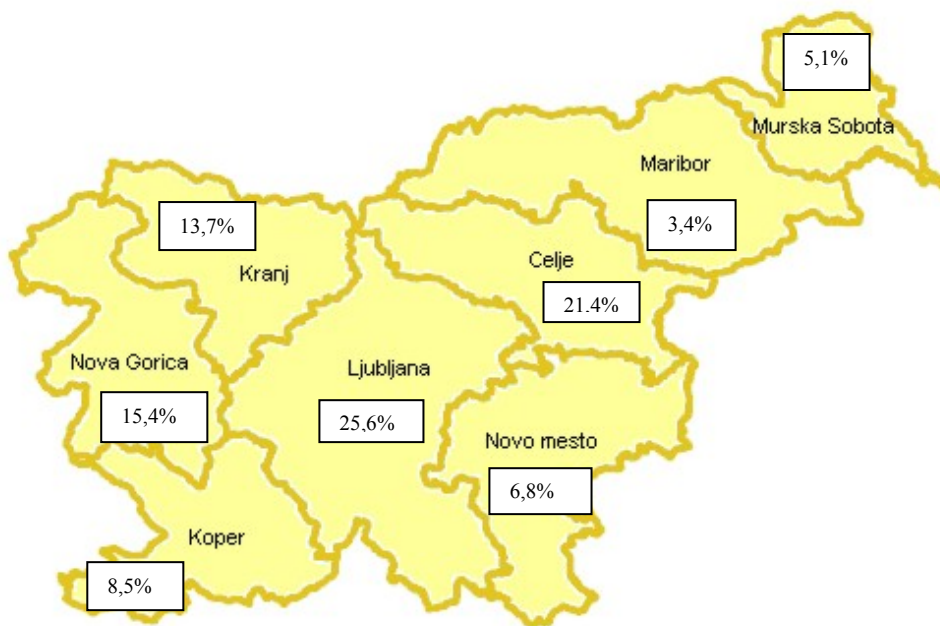 5,1%
Murska Sobota
Maribor
3,4%
13,7%
Kranj
Celje
21,4%
Nova Gorica
15,4%
Ljubljana
25,6%
Novo mesto
6,8%
Koper
8,5%